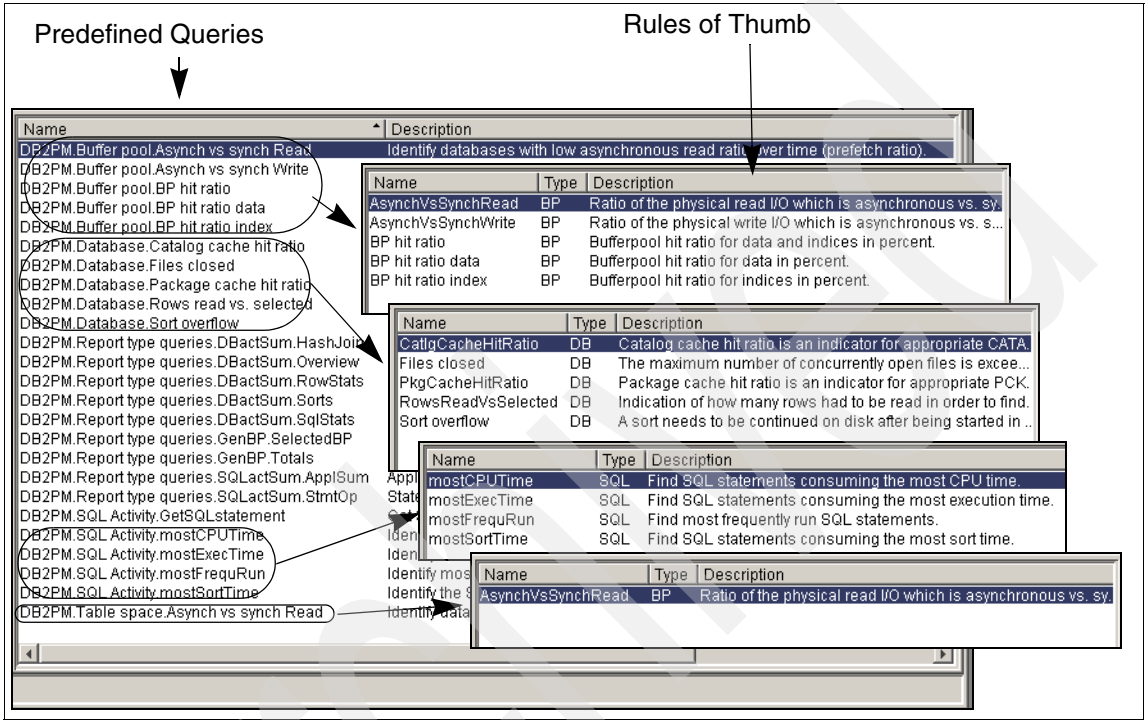 Predefined Queries
Rules of Thumb
Name Description
DB2PM.Buffer pool.Asynch vs synch Read Identify databases with low asynchronous read ratio over time (prefetch ratio).
DB2PM.Buffer pool.Asynch vs synch Write
DB2PM.Buffer pool.BP hit ratio
DB2PM.Buffer pool.BP hit ratio data
DB2PM.Buffer pool.BP hit ratio index
DB2PM.Database.Catalog cache hit ratio
DB2PM.Database.Files closed
DB2PM.Database.Package cache hit ratio
DB2PM.Database.Rows read vs. selected
DB2PM.Database.Sort overflow
DB2PM.Report type queries.DBactSum.HashJoin
DB2PM.Report type queries.DBactSum.Overview
DB2PM.Report type queries.DBactSum.RowStats
DB2PM.Report type queries.DBactSum.Sorts
DB2PM.Report type queries.DBactSum.SqlStats
DB2PM.Report type queries.GenBP.SelectedBP
DB2PM.Report type queries.GenBP.Totals
DB2PM.Report type queries.SQLactSum.ApplSum Appl
DB2PM.Report type queries.SQLactSum.StmtOp State
DB2PM.SQL Activity.GetSQLstatement
DB2PM.SQL Activity.mostCPUTime Iden
DB2PM.SQL Activity.mostExecTime Iden
DB2PM.SQL Activity.mostFrequRun Identify mos
DB2PM.SQL Activity.mostSortTime Identify the S
DB2PM.Table space.Asynch vs synch Read Identify data
Name Type Description
AsynchVsSynchRead BP Ratio of the physical read I/O which is asynchronous vs. sy.
AsynchVsSynchWrite BP Ratio of the physical write I/O which is asynchronous vs. s...
BP hit ratio BP Bufferpool hit ratio for data and indices in percent.
BP hit ratio data BP Bufferpool hit ratio for data in percent.
BP hit ratio index BP Bufferpool hit ratio for indices in percent.
Name Type Description
CatlgCacheHitRatio DB Catalog cache hit ratio is an indicator for appropriate CATA.
Files closed DB The maximum number of concurrently open files is excee...
PkgCacheHitRatio DB Package cache hit ratio is an indicator for appropriate PCK.
RowsReadVsSelected DB Indication of how many rows had to be read in order to find.
Sort overflow DB A sort needs to be continued on disk after being started in ..
Name Type Description
mostCPUTime SQL Find SQL statements consuming the most CPU time.
mostExecTime SQL Find SQL statements consuming the most execution time.
mostFrequRun SQL Find most frequently run SQL statements.
mostSortTime SQL Find SQL statements consuming the most sort time.
Name Type Description
AsynchVsSynchRead BP Ratio of the physical read I/O which is asynchronous vs. sy.